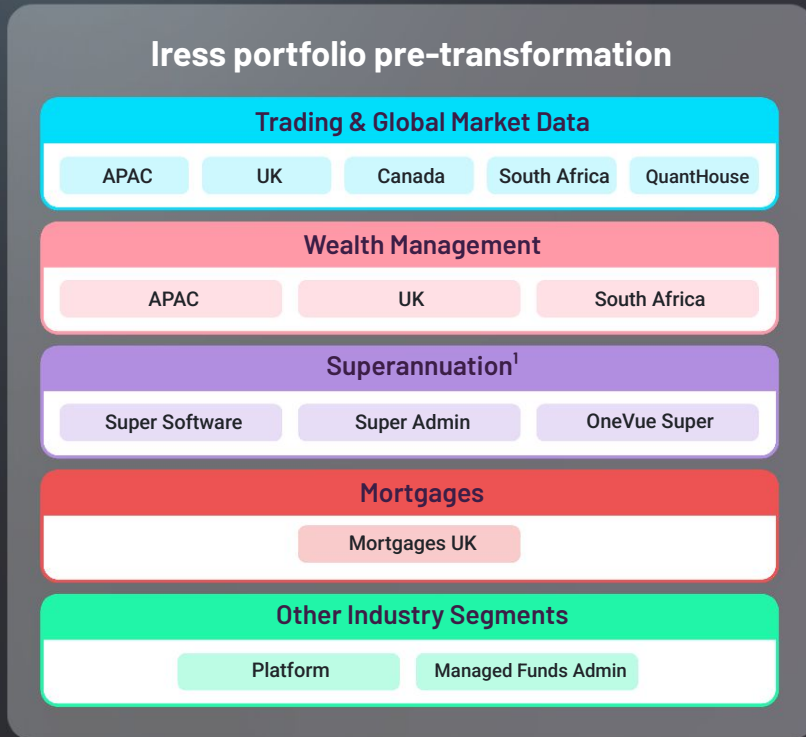 Iress portfolio pre-transformation
Trading & Global Market Data
APAC UK Canada South Africa QuantHouse
Wealth Management
APAC UK South Africa
Superannuation¹
Super Software Super Admin OneVue Super
Mortgages
Mortgages UK
Other Industry Segments
Platform Managed Funds Admin